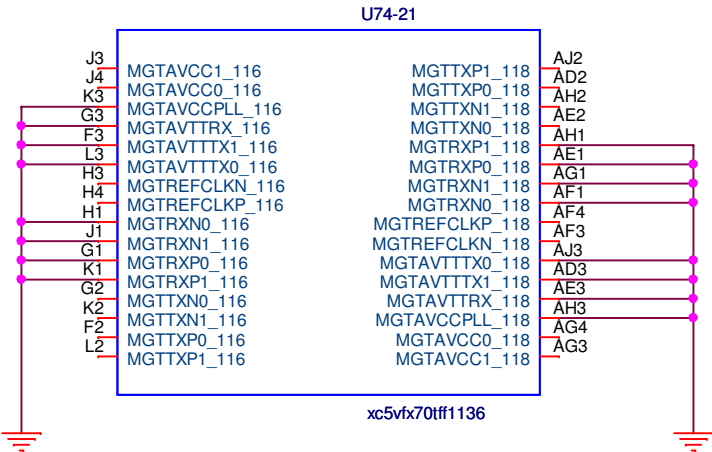 U74-21
J3 MGTAVCC1_116 MGTTXP1_118 AJ2
J4 MGTAVCC0_116 MGTTXP0_118 AD2
K3 MGTAVCCPLL_116 MGTTXN1_118 AH2
G3 MGTAVTTRX_116 MGTTXN0_118 AE2
F3 MGTAVTTTX1_116 MGTRXP1_118 AH1
L3 MGTAVTTTX0_116 MGTRXP0_118 AE1
H3 MGTREFCLKN_116 MGTRXN1_118 AG1
H4 MGTREFCLKP_116 MGTRXN0_118 AF1
H1 MGTRXN0_116 MGTREFCLKP_118 AF4
J1 MGTRXN1_116 MGTREFCLKN_118 AF3
G1 MGTRXP0_116 MGTAVTTTX0_118 AJ3
K1 MGTRXP1_116 MGTAVTTTX1_118 AD3
G2 MGTTXN0_116 MGTAVTTRX_118 AE3
K2 MGTTXN1_116 MGTAVCCPLL_118 AH3
F2 MGTTXP0_116 MGTAVCC0_118 AG4
L2 MGTTXP1_116 MGTAVCC1_118 AG3
xc5vfx70tff1136